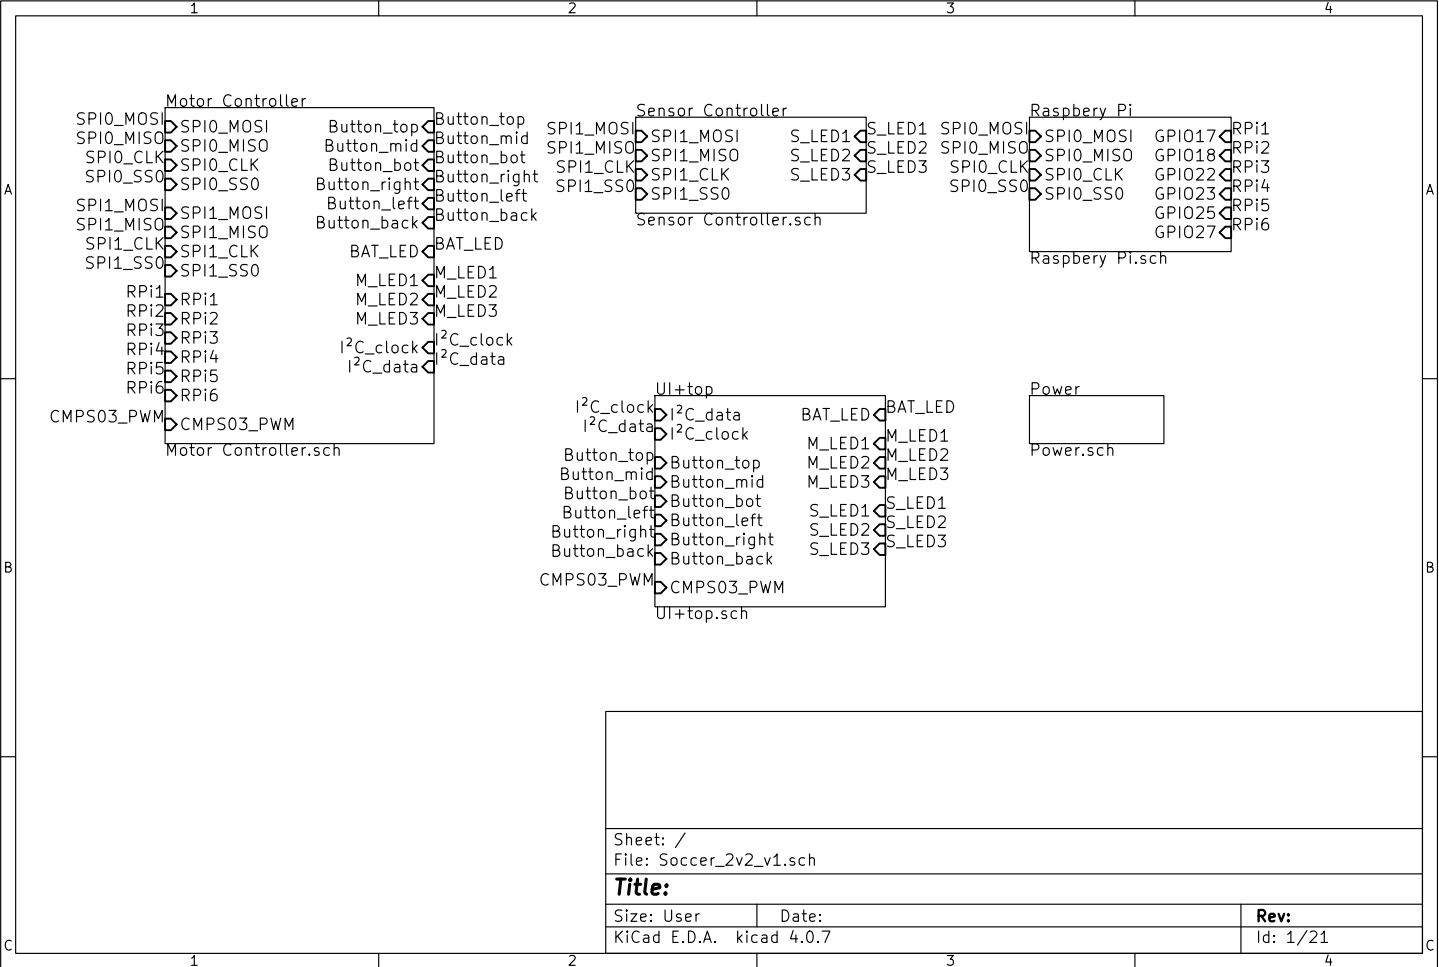 1 2 3 4
A
B
C
Motor Controller
SPI0_MOSI
SPI0_MISO
SPI0_CLK
SPI0_SS0
SPI1_MOSI
SPI1_MISO
SPI1_CLK
SPI1_SS0
RPi1
RPi2
RPi3
RPi4
RPi5
RPi6
CMPS03_PWM
SPI0_MOSI
SPI0_MISO
SPI0_CLK
SPI0_SS0
SPI1_MOSI
SPI1_MISO
SPI1_CLK
SPI1_SS0
RPi1
RPi2
RPi3
RPi4
RPi5
RPi6
CMPS03_PWM
Button_top
Button_mid
Button_bot
Button_right
Button_left
Button_back
BAT_LED
M_LED1
M_LED2
M_LED3
I²C_clock
I²C_data
Button_top
Button_mid
Button_bot
Button_right
Button_left
Button_back
BAT_LED
M_LED1
M_LED2
M_LED3
I²C_clock
I²C_data
Motor Controller.sch
Sensor Controller
SPI1_MOSI
SPI1_MISO
SPI1_CLK
SPI1_SS0
SPI1_MOSI
SPI1_MISO
SPI1_CLK
SPI1_SS0
S_LED1
S_LED2
S_LED3
S_LED1
S_LED2
S_LED3
Sensor Controller.sch
Raspbery Pi
SPI0_MOSI
SPI0_MISO
SPI0_CLK
SPI0_SS0
SPI0_MOSI
SPI0_MISO
SPI0_CLK
SPI0_SS0
GPIO17
GPIO18
GPIO22
GPIO23
GPIO25
GPIO27
RPi1
RPi2
RPi3
RPi4
RPi5
RPi6
Raspbery Pi.sch
UI+top
I²C_clock
I²C_data
Button_top
Button_mid
Button_bot
Button_left
Button_right
Button_back
CMPS03_PWM
I²C_data
I²C_clock
Button_top
Button_mid
Button_bot
Button_left
Button_right
Button_back
CMPS03_PWM
BAT_LED
M_LED1
M_LED2
M_LED3
S_LED1
S_LED2
S_LED3
BAT_LED
M_LED1
M_LED2
M_LED3
S_LED1
S_LED2
S_LED3
UI+top.sch
Power
Power.sch
A
B
C
Sheet: /
File: Soccer_2v2_v1.sch
Title:
Size: User Date: Rev:
KiCad E.D.A. kicad 4.0.7 Id: 1/21
1 2 3 4